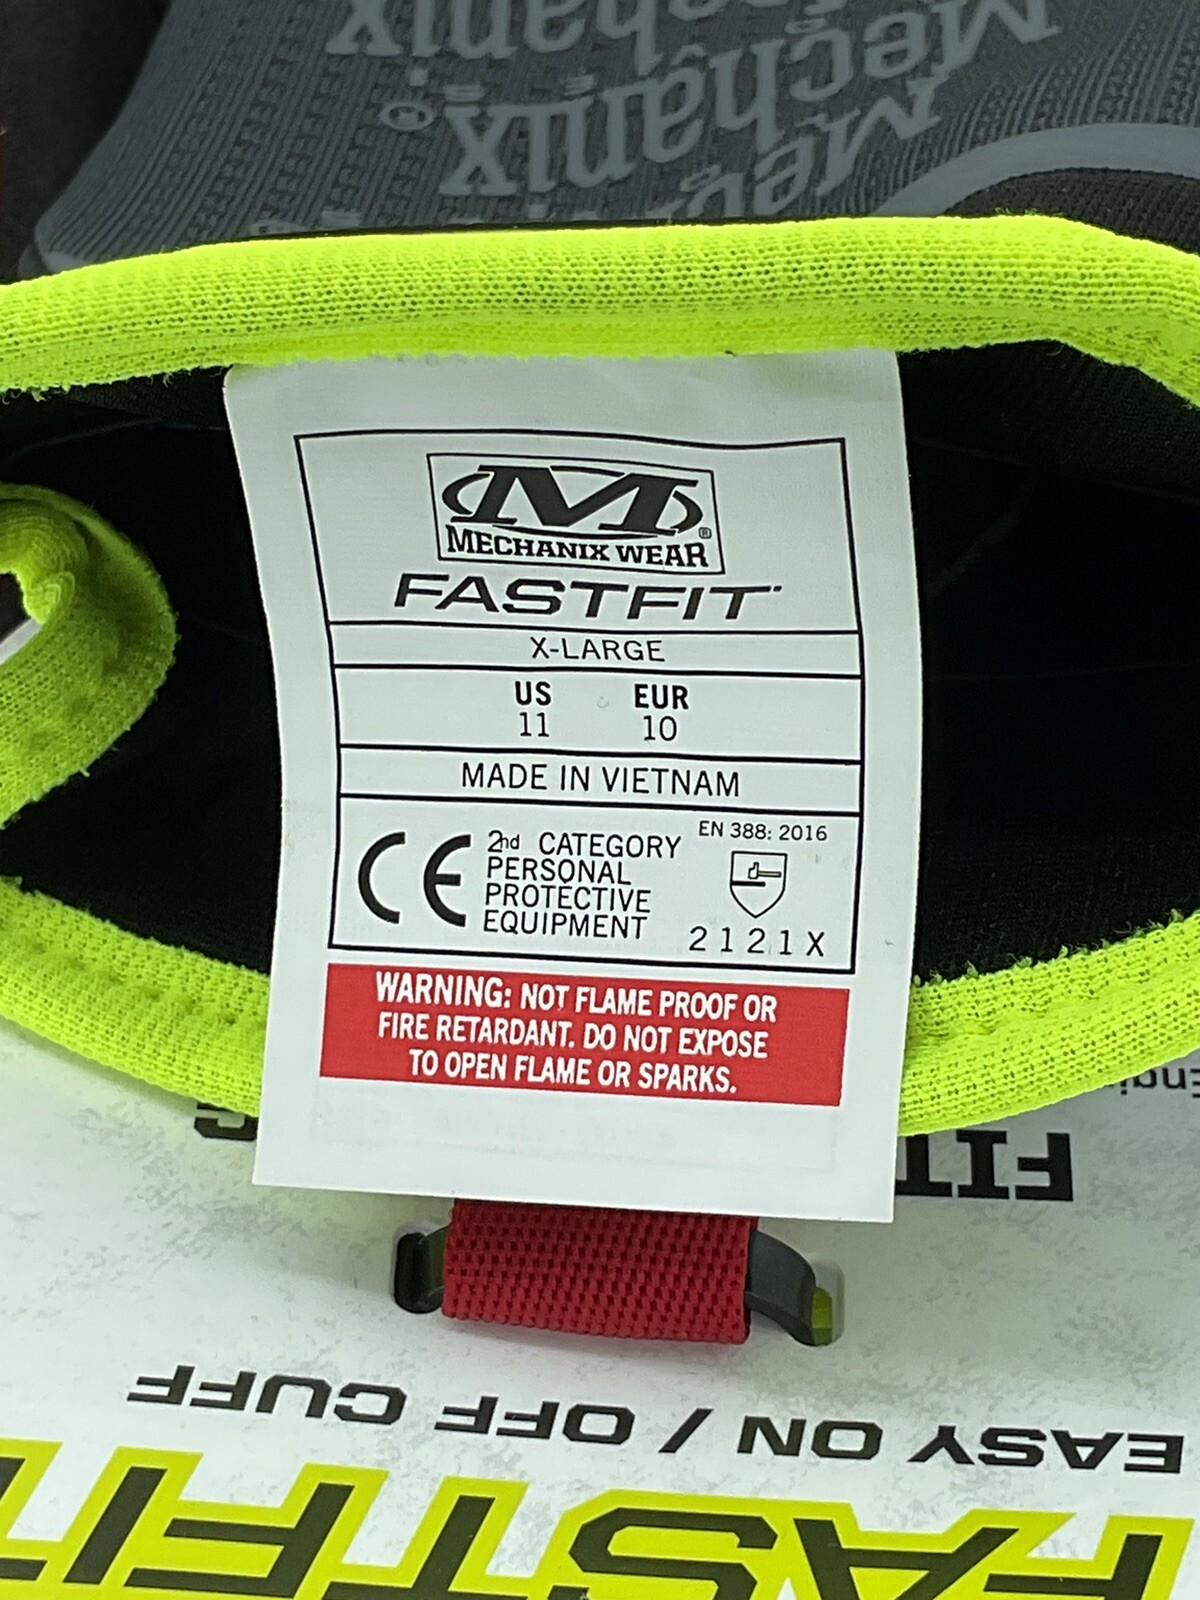 Mechanix
Mechanix
Mechanix
M
MECHANIX WEAR®
FASTFIT
X-LARGE
US EUR
11 10
MADE IN VIETNAM
CE 2nd CATEGORY
PERSONAL
PROTECTIVE
EQUIPMENT
EN 388: 2016
2121X
WARNING: NOT FLAME PROOF OR
FIRE RETARDANT. DO NOT EXPOSE
TO OPEN FLAME OR SPARKS.
FIT
EASY ON / OFF CUFF
FASTFIT